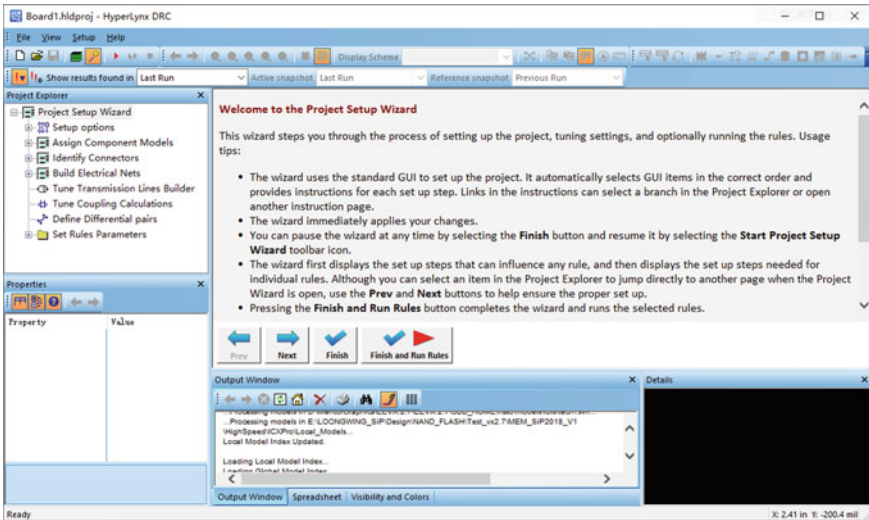 Board1.hldproj - HyperLynx DRC
File View Setup Help
Display Scheme
Show results found in Last Run Active snapshot Last Run Reference snapshot Previous Run
Project Explorer
Project Setup Wizard
Setup options
Assign Component Models
Identify Connectors
Build Electrical Nets
Tune Transmission Lines Builder
Tune Coupling Calculations
Define Differential pairs
Set Rules Parameters
Properties
Property Value
Welcome to the Project Setup Wizard
This wizard steps you through the process of setting up the project, tuning settings, and optionally running the rules. Usage
tips:
• The wizard uses the standard GUI to set up the project. It automatically selects GUI items in the correct order and
provides instructions for each set up step. Links in the instructions can select a branch in the Project Explorer or open
another instruction page.
• The wizard immediately applies your changes.
• You can pause the wizard at any time by selecting the Finish button and resume it by selecting the Start Project Setup
Wizard toolbar icon.
• The wizard first displays the set up steps that can influence any rule, and then displays the set up steps needed for
individual rules. Although you can select an item in the Project Explorer to jump directly to another page when the Project
Wizard is open, use the Prev and Next buttons to help ensure the proper set up.
• Pressing the Finish and Run Rules button completes the wizard and runs the selected rules.
Prev Next Finish Finish and Run Rules
Output Window
...Processing models in
...Processing models in E:\LOONGWING_SiP\Design\NAND_FLASH\Test_vx2.7\MEM_SiP2018_V1
\HighSpeed\ICXPro\Local_Models...
Local Model Index Updated.
Loading Local Model Index...
Loading Global Model Index
Output Window Spreadsheet Visibility and Colors
Details
Ready
X: 2.41 in Y: -200.4 mil